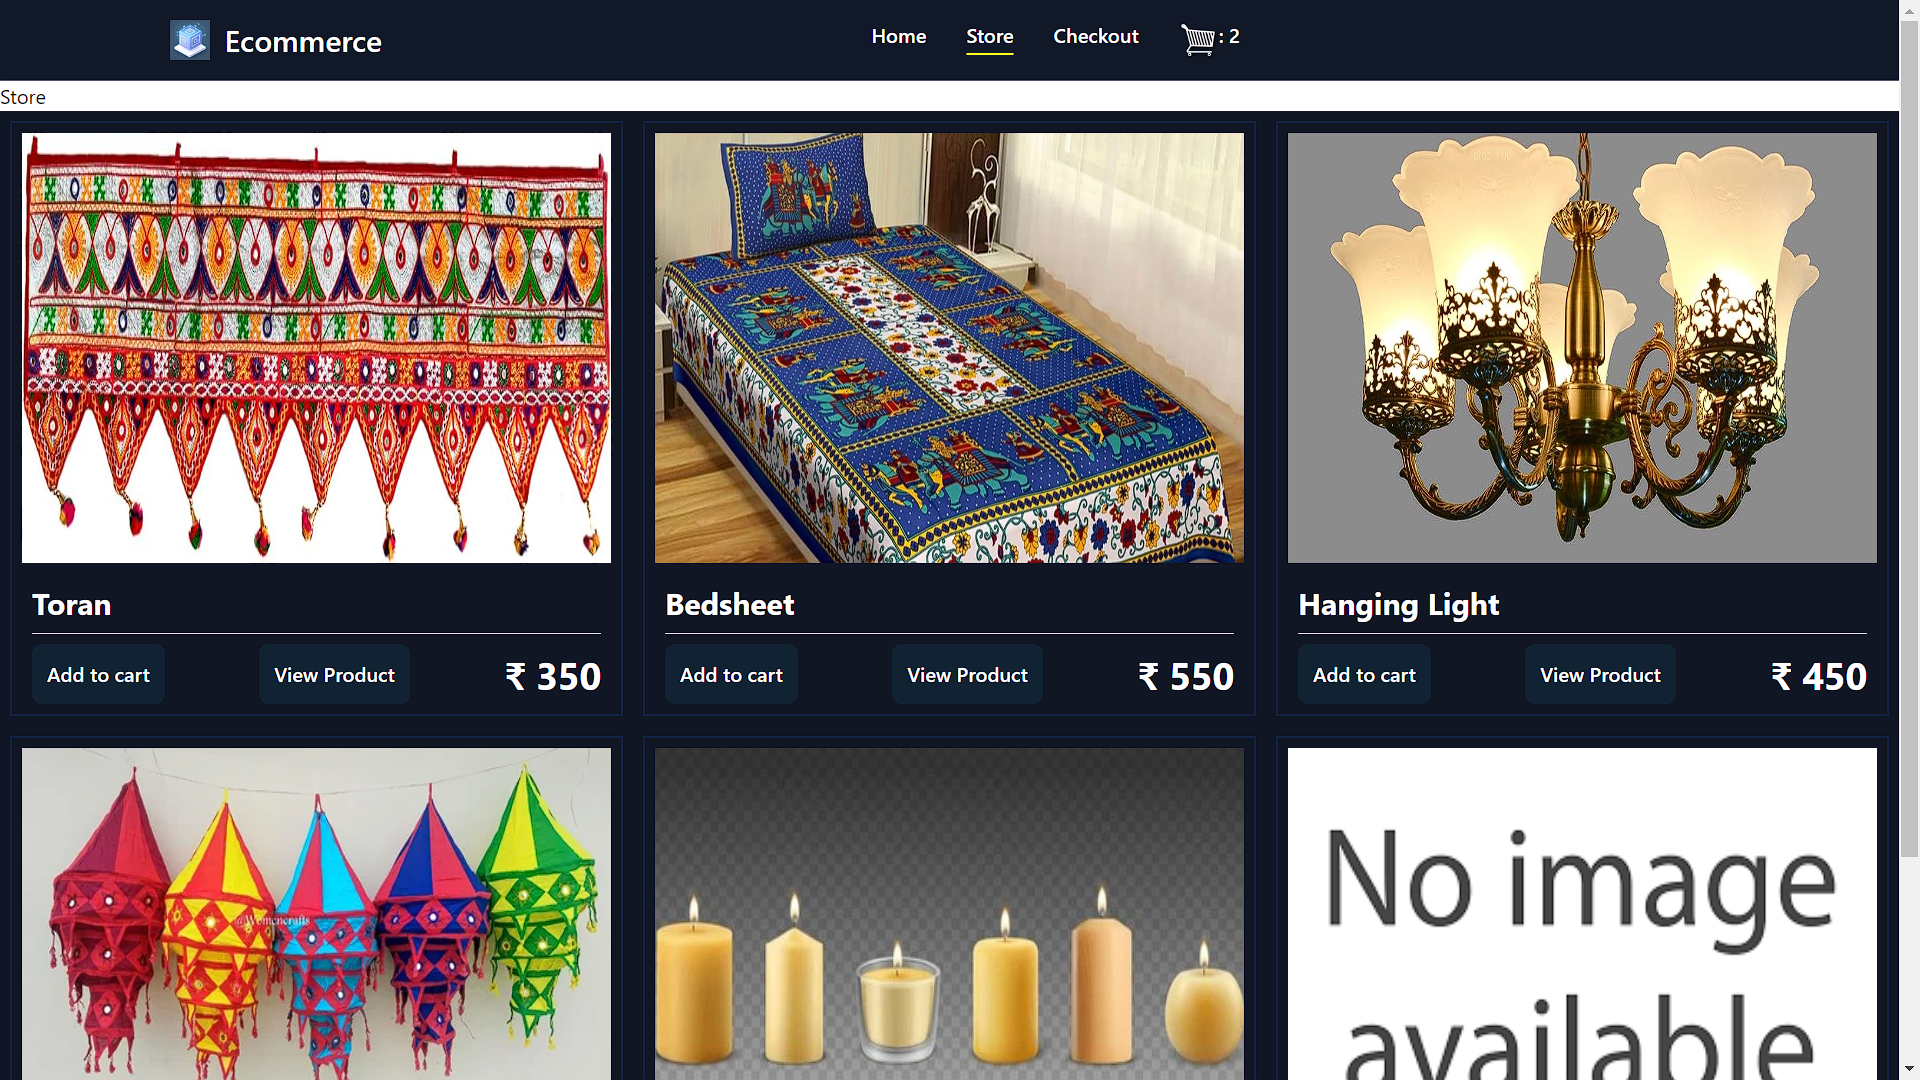 Ecommerce
Home
Store
Checkout
: 2
Store
Toran
Add to cart
View Product
₹ 350
Bedsheet
Add to cart
View Product
₹ 550
Hanging Light
Add to cart
View Product
₹ 450
@Womencrafts
No image
available